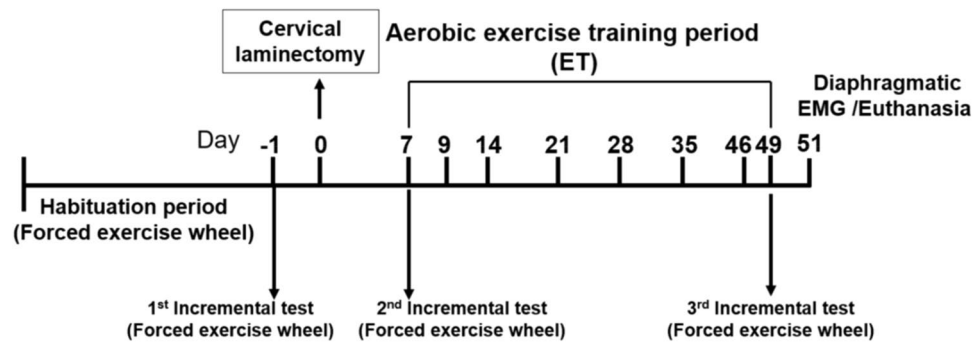 Cervical
laminectomy
Aerobic exercise training period
(ET)
Diaphragmatic
EMG /Euthanasia
Day -1 0 7 9 14 21 28 35 46 49 51
Habituation period
(Forced exercise wheel)
1st Incremental test
(Forced exercise wheel)
2nd Incremental test
(Forced exercise wheel)
3rd Incremental test
(Forced exercise wheel)